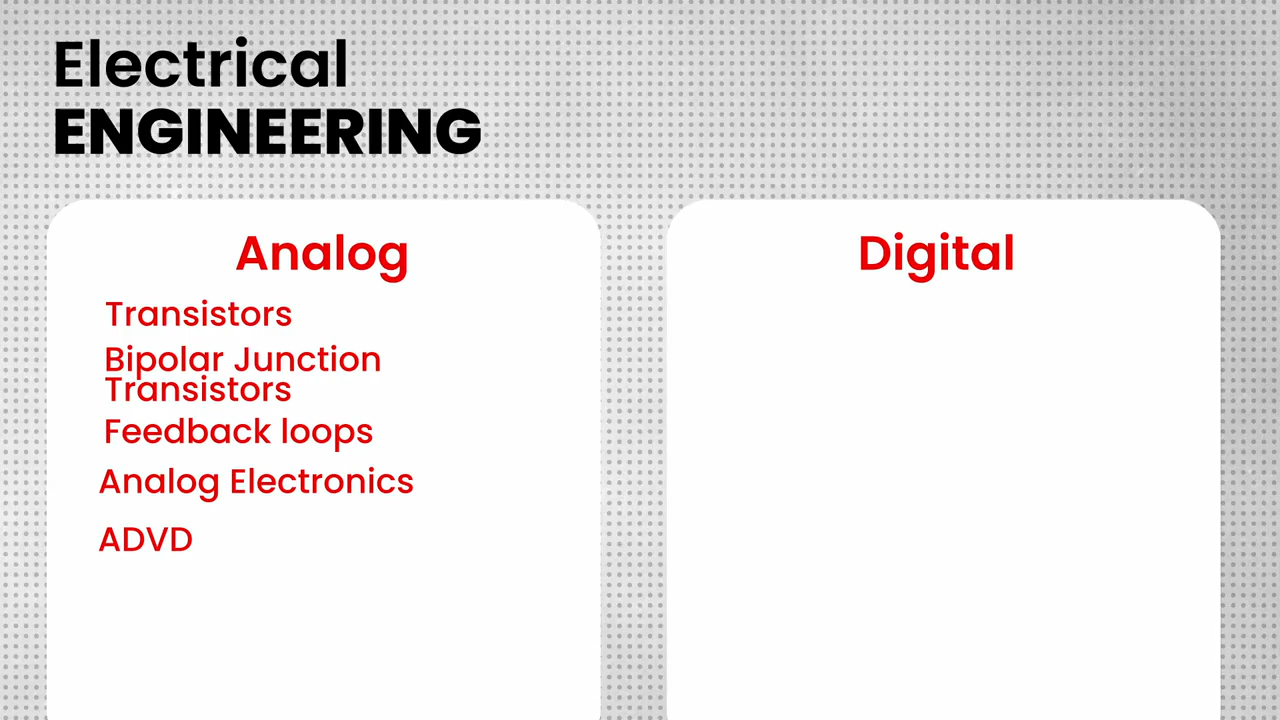 Electrical
ENGINEERING
Analog
Transistors
Bipolar Junction
Transistors
Feedback loops
Analog Electronics
ADVD
Digital